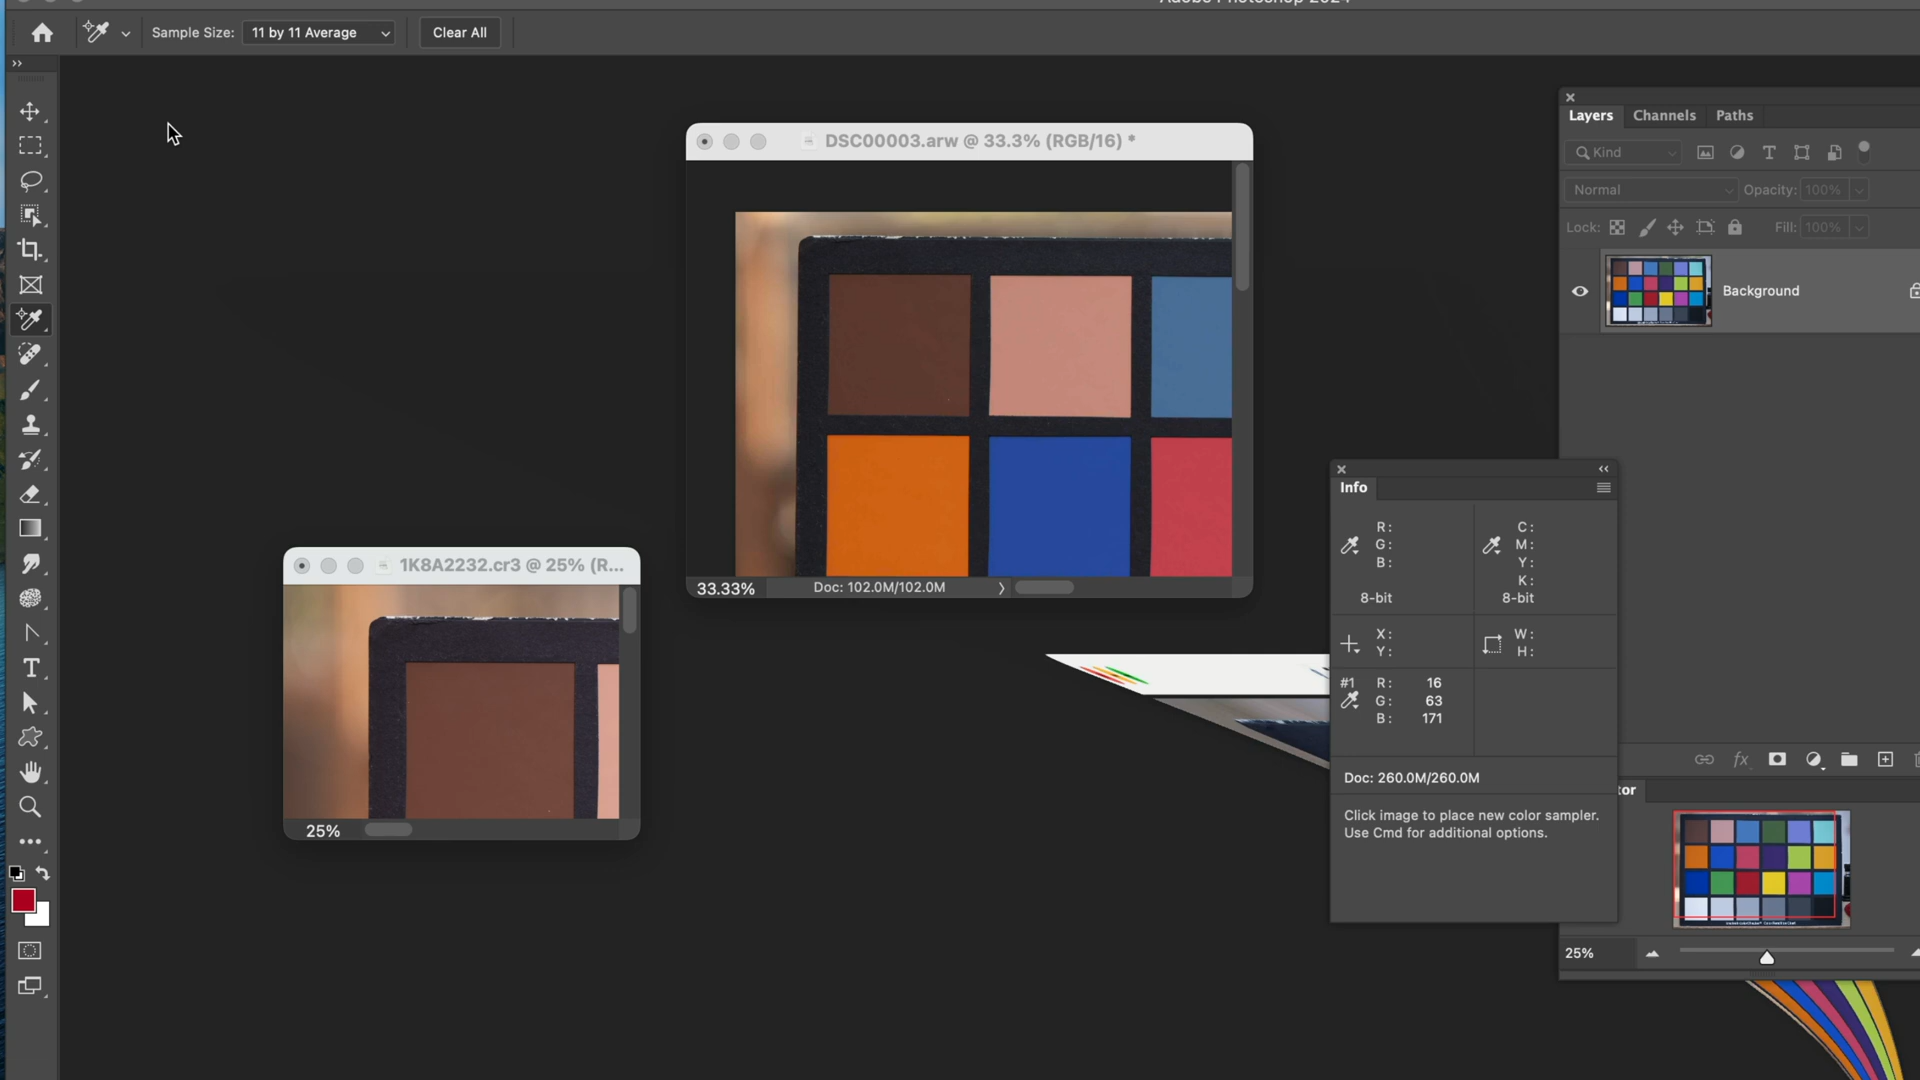 Adobe Photoshop 2024
Sample Size: 11 by 11 Average Clear All
DSC00003.arw @ 33.3% (RGB/16) *
33.33% Doc: 102.0M/102.0M
1K8A2232.cr3 @ 25% (R...
25%
Layers Channels Paths
Kind
Normal Opacity: 100%
Lock: Fill: 100%
Background
fx
Info
R: C:
G: M:
B: Y:
K:
8-bit 8-bit
X: W:
Y: H:
#1 R: 16
G: 63
B: 171
Doc: 260.0M/260.0M
Click image to place new color sampler.
Use Cmd for additional options.
tor
25%